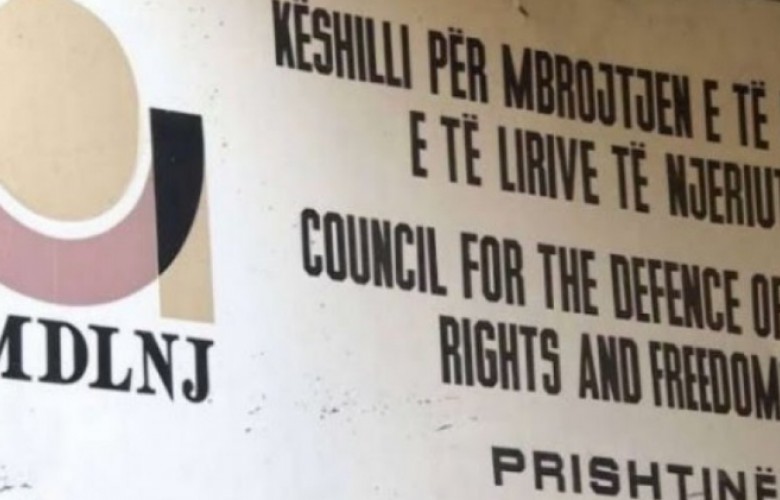 KËSHILLI PËR MBROJTJEN E TË
E TË LIRIVE TË NJERIUT
COUNCIL FOR THE DEFENCE OF
RIGHTS AND FREEDOM
MDLNJ
PRISHTINË